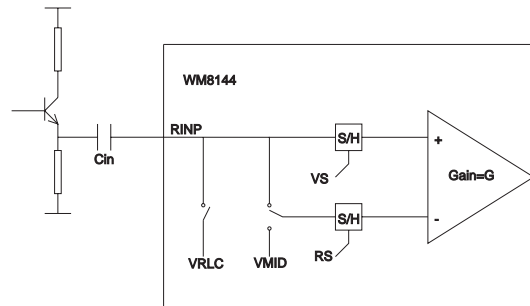 WM8144
RINP
Cin
S/H
+
VS
Gain=G
S/H
-
VRLC
VMID
RS